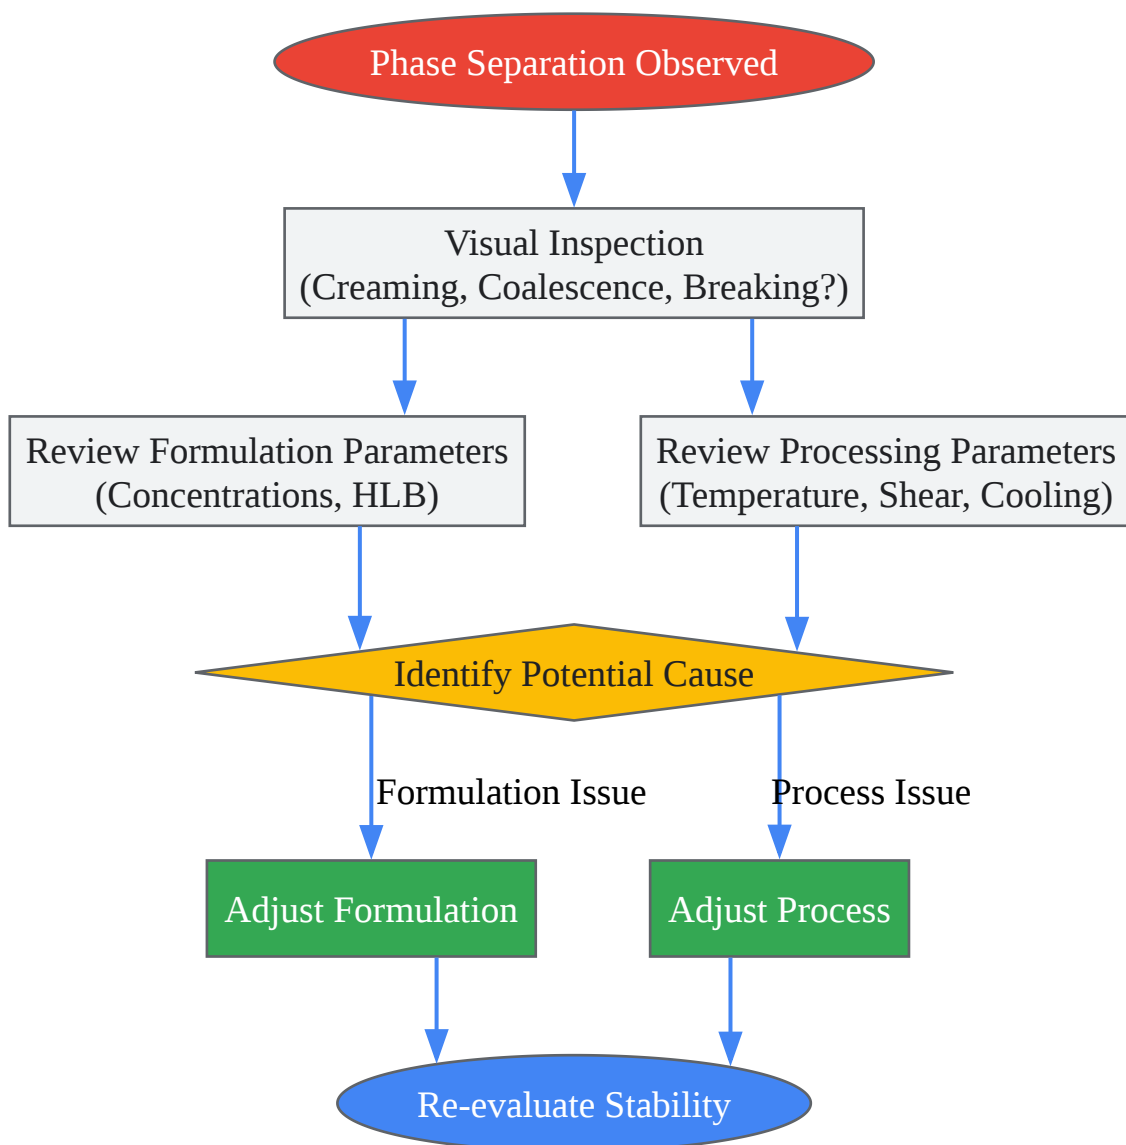 Phase Separation Observed
Visual Inspection
(Creaming, Coalescence, Breaking?)
Review Formulation Parameters
(Concentrations, HLB)
Review Processing Parameters
(Temperature, Shear, Cooling)
Identify Potential Cause
Formulation Issue
Process Issue
Adjust Formulation
Adjust Process
Re-evaluate Stability